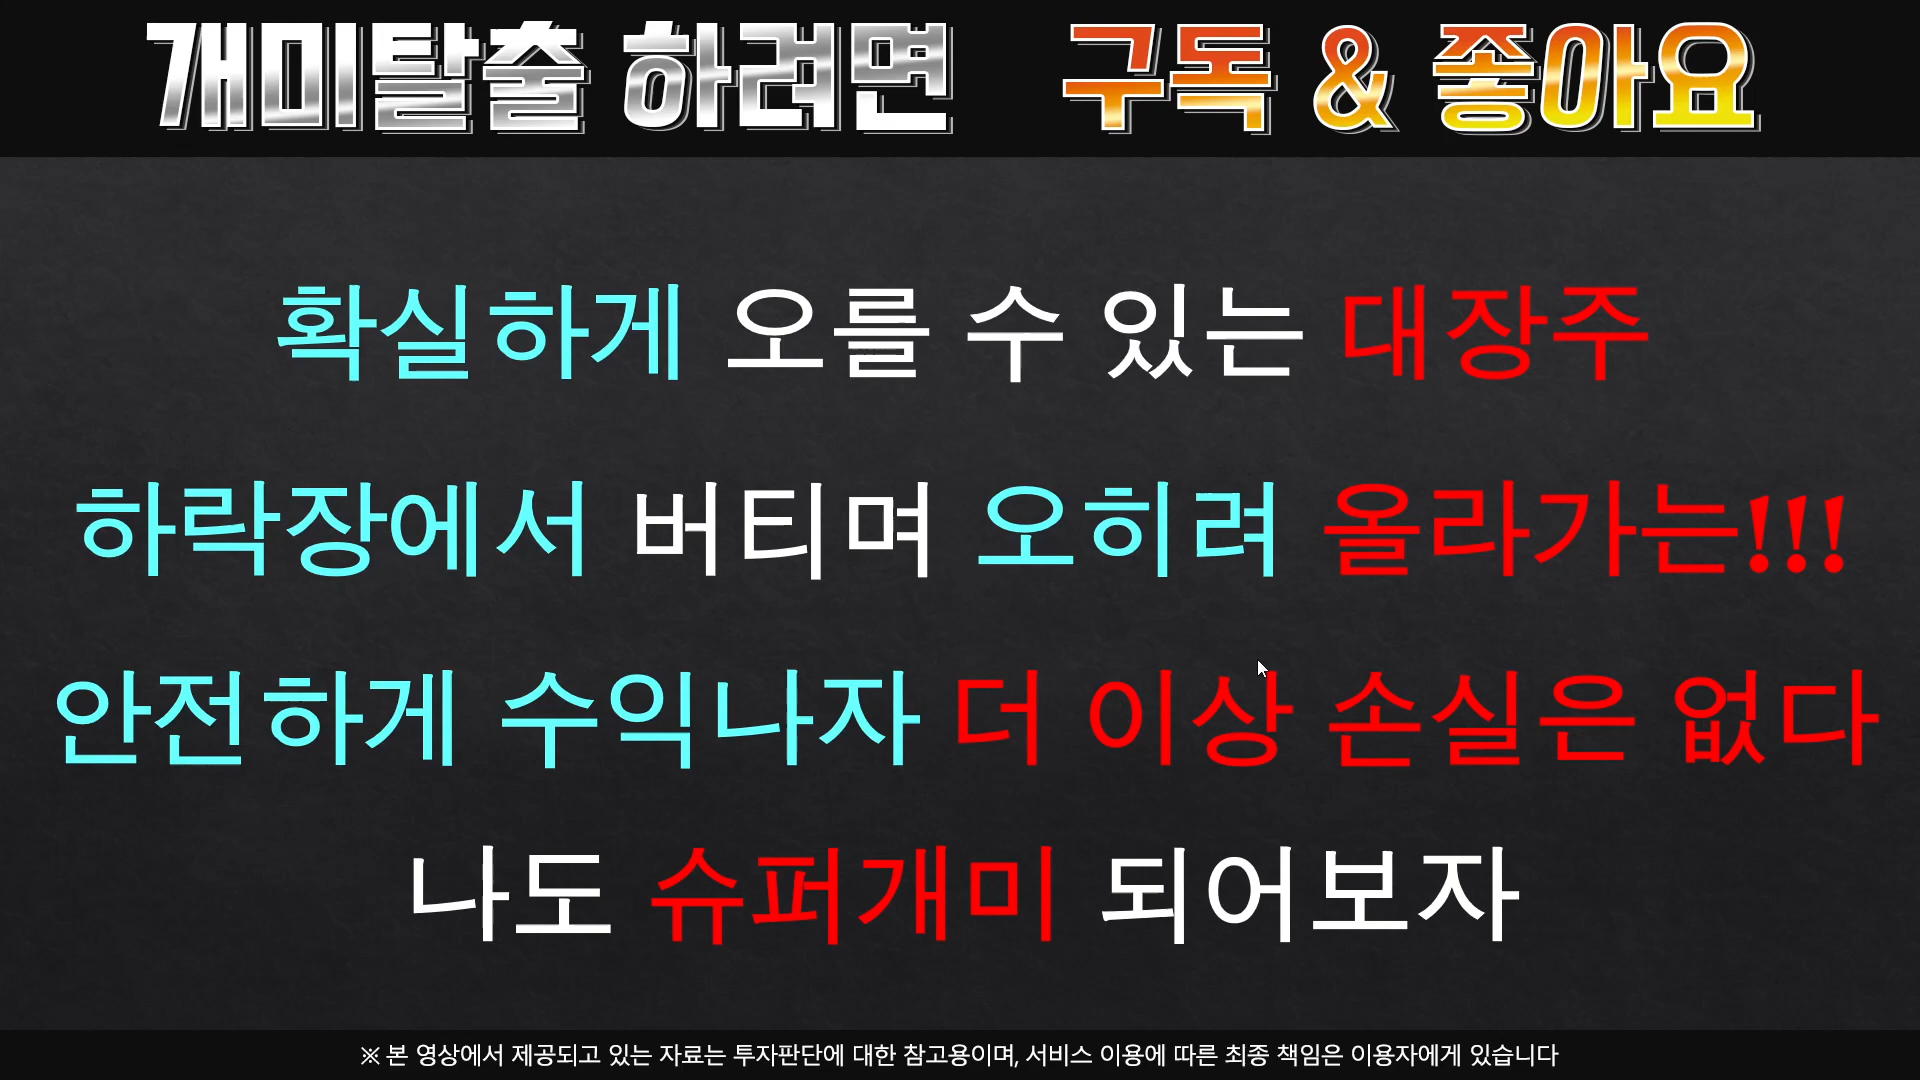 개미탈출 하려면 구독 & 좋아요
확실하게 오를 수 있는 대장주
하락장에서 버티며 오히려 올라가는!!!
안전하게 수익나자 더 이상 손실은 없다
나도 슈퍼개미 되어보자
※ 본 영상에서 제공되고 있는 자료는 투자판단에 대한 참고용이며, 서비스 이용에 따른 최종 책임은 이용자에게 있습니다